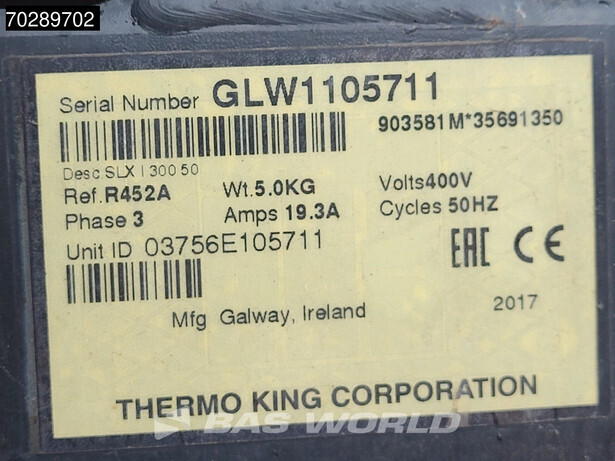 70289702
Serial Number GLW1105711
903581M*35691350
Desc SLX I 300 50
Ref.R452A Wt.5.0KG Volts400V
Phase 3 Amps 19.3A Cycles 50HZ
Unit ID 03756E105711
EAC CE
Mfg Galway, Ireland 2017
THERMO KING CORPORATION
BAS WORLD